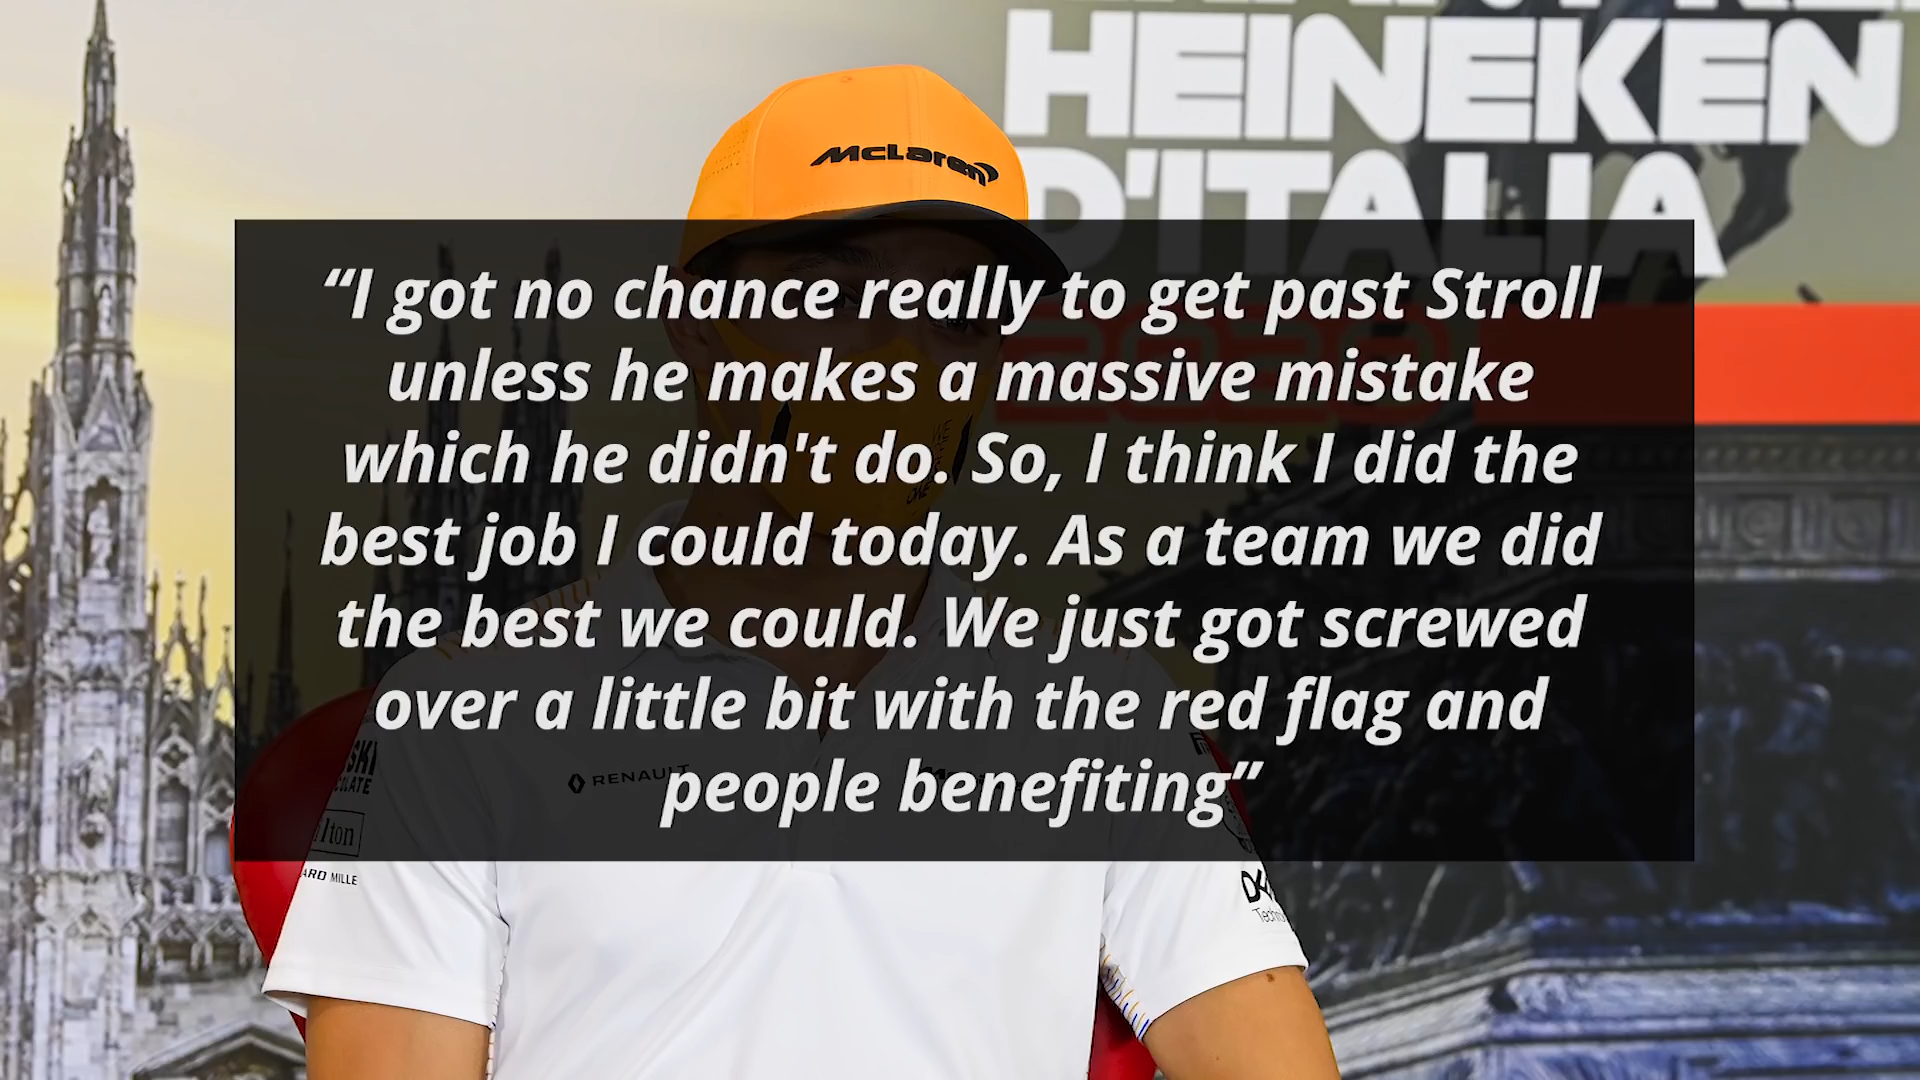 HEINEKEN
D'ITALIA
McLaren
2020
“I got no chance really to get past Stroll
unless he makes a massive mistake
which he didn't do. So, I think I did the
best job I could today. As a team we did
the best we could. We just got screwed
over a little bit with the red flag and
people benefiting”
RENAULT
MILLE